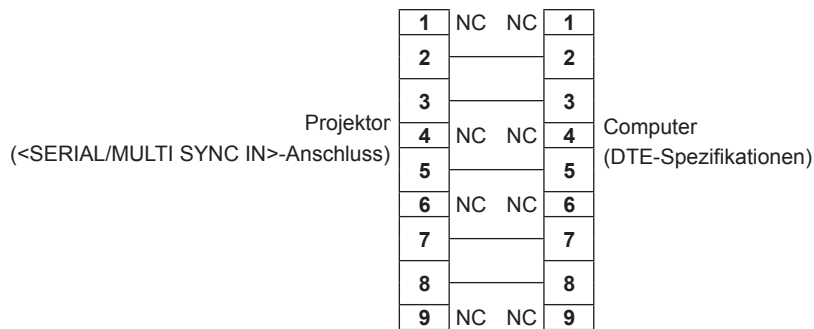 1 NC NC 1
2 2
3 3
Projektor
(<SERIAL/MULTI SYNC IN>-Anschluss)
4 NC NC 4
Computer
(DTE-Spezifikationen)
5 5
6 NC NC 6
7 7
8 8
9 NC NC 9